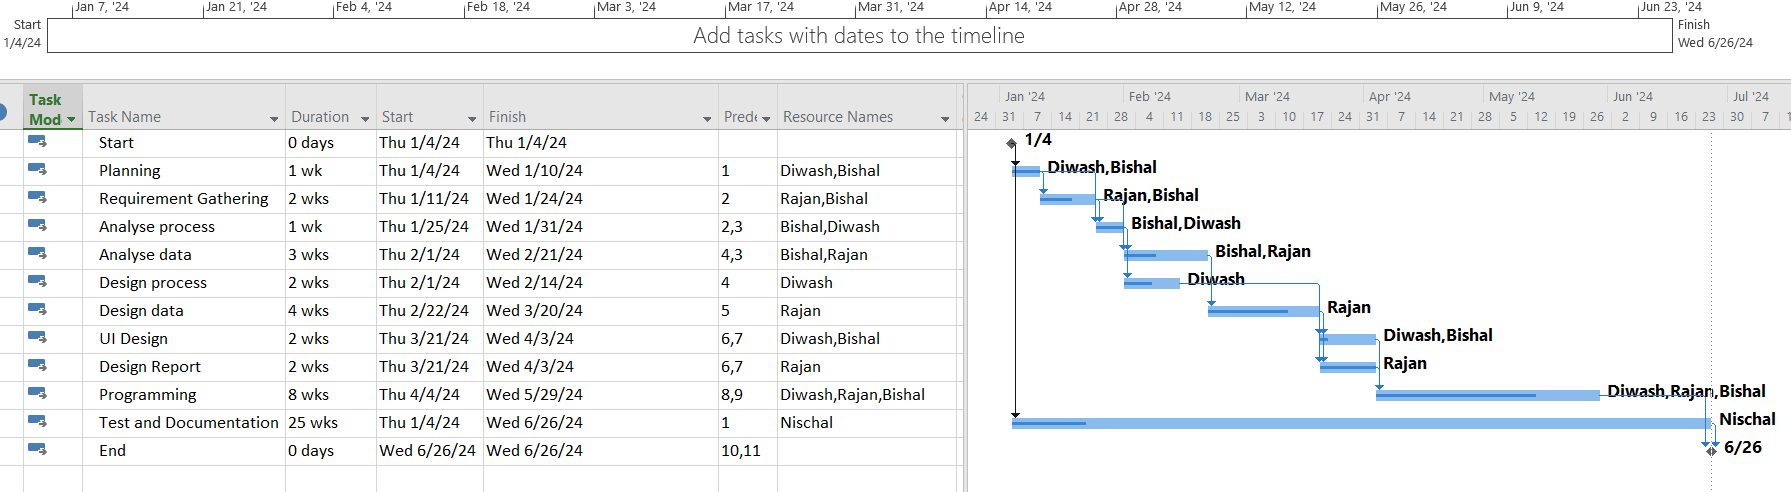 Jan 7, '24 Jan 21, '24 Feb 4, '24 Feb 18, '24 Mar 3, '24 Mar 17, '24 Mar 31, '24 Apr 14, '24 Apr 28, '24 May 12, '24 May 26, '24 Jun 9, '24 Jun 23, '24
Start Finish
1/4/24 Add tasks with dates to the timeline Wed 6/26/24
Task Jan '24 Feb '24 Mar '24 Apr '24 May '24 Jun '24 Jul '24
Mod Task Name Duration Start Finish Prede Resource Names 24 31 7 14 21 28 4 11 18 25 3 10 17 24 31 7 14 21 28 5 12 19 26 2 9 16 23 30 7 1
Start 0 days Thu 1/4/24 Thu 1/4/24 1/4
Planning 1 wk Thu 1/4/24 Wed 1/10/24 1 Diwash,Bishal Diwash,Bishal
Requirement Gathering 2 wks Thu 1/11/24 Wed 1/24/24 2 Rajan,Bishal Rajan,Bishal
Analyse process 1 wk Thu 1/25/24 Wed 1/31/24 2,3 Bishal,Diwash Bishal,Diwash
Analyse data 3 wks Thu 2/1/24 Wed 2/21/24 4,3 Bishal,Rajan Bishal,Rajan
Design process 2 wks Thu 2/1/24 Wed 2/14/24 4 Diwash Diwash
Design data 4 wks Thu 2/22/24 Wed 3/20/24 5 Rajan Rajan
UI Design 2 wks Thu 3/21/24 Wed 4/3/24 6,7 Diwash,Bishal Diwash,Bishal
Design Report 2 wks Thu 3/21/24 Wed 4/3/24 6,7 Rajan Rajan
Programming 8 wks Thu 4/4/24 Wed 5/29/24 8,9 Diwash,Rajan,Bishal Diwash,Rajan,Bishal
Test and Documentation 25 wks Thu 1/4/24 Wed 6/26/24 1 Nischal Nischal
End 0 days Wed 6/26/24 Wed 6/26/24 10,11 6/26